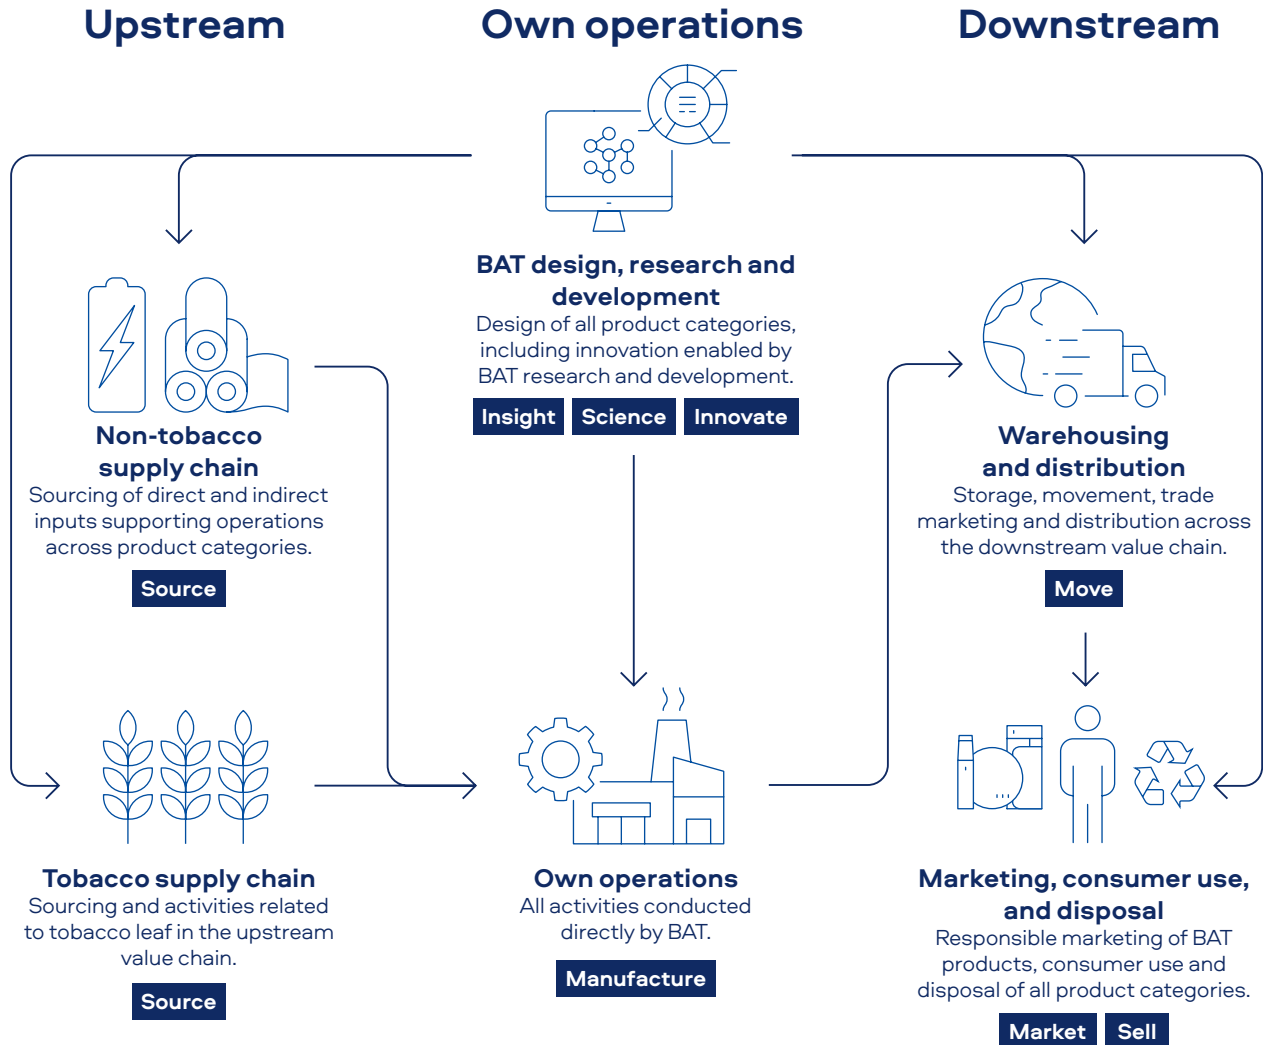 Upstream
Own operations
Downstream
BAT design, research and
development
Design of all product categories,
including innovation enabled by
BAT research and development.
Insight
Science
Innovate
Non-tobacco
supply chain
Sourcing of direct and indirect
inputs supporting operations
across product categories.
Source
Warehousing
and distribution
Storage, movement, trade
marketing and distribution across
the downstream value chain.
Move
Tobacco supply chain
Sourcing and activities related
to tobacco leaf in the upstream
value chain.
Source
Own operations
All activities conducted
directly by BAT.
Manufacture
Marketing, consumer use,
and disposal
Responsible marketing of BAT
products, consumer use and
disposal of all product categories.
Market
Sell